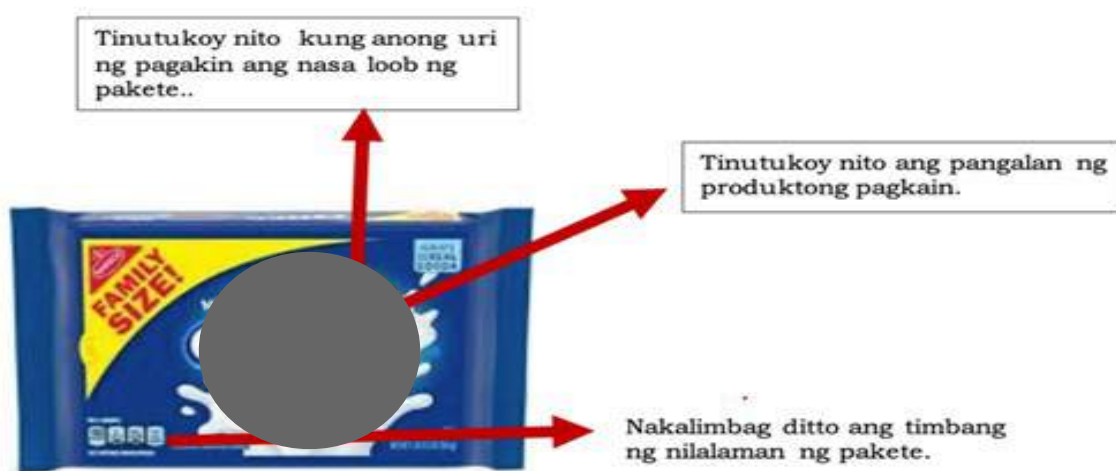 Tinutukoy nito kung anong uri
ng pagakin ang nasa loob ng
pakete..
Tinutukoy nito ang pangalan ng
produktong pagkain.
FAMILY
SIZE!
Nakalimbag ditto ang timbang
ng nilalaman ng pakete.